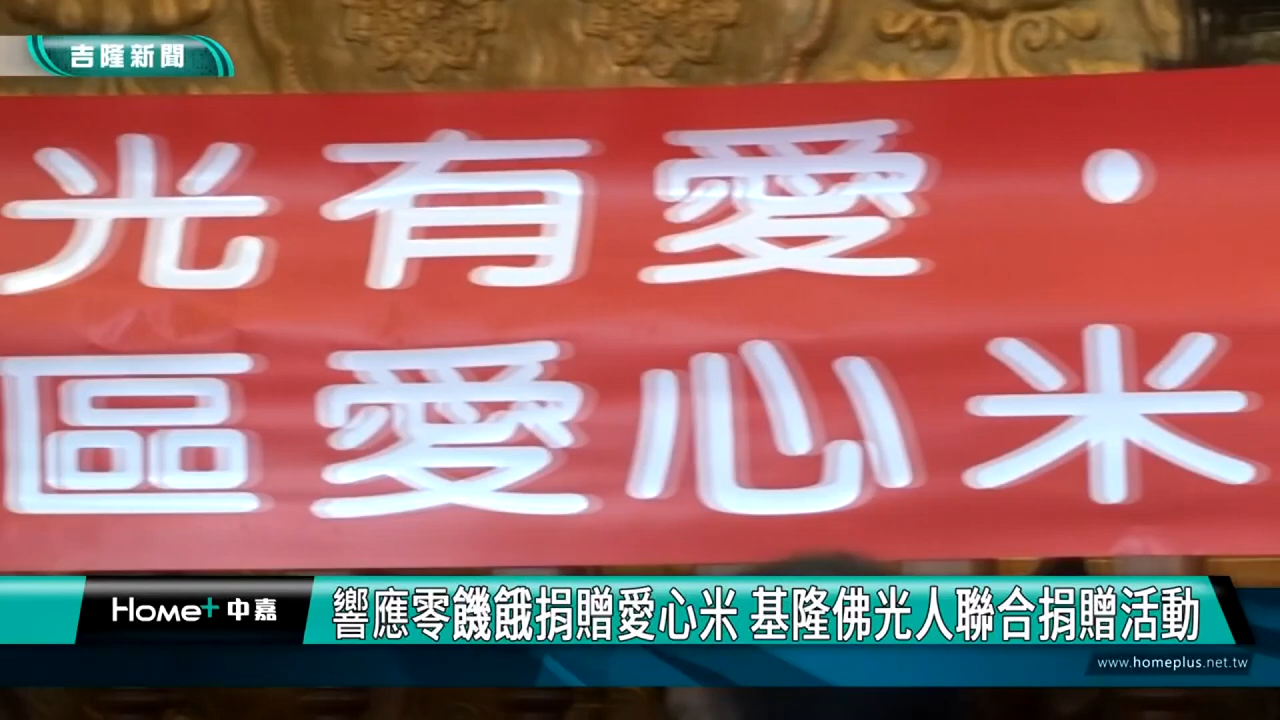 吉隆新聞
光有愛．
區愛心米
Home+中嘉
響應零饑餓捐贈愛心米 基隆佛光人聯合捐贈活動
www.homeplus.net.tw